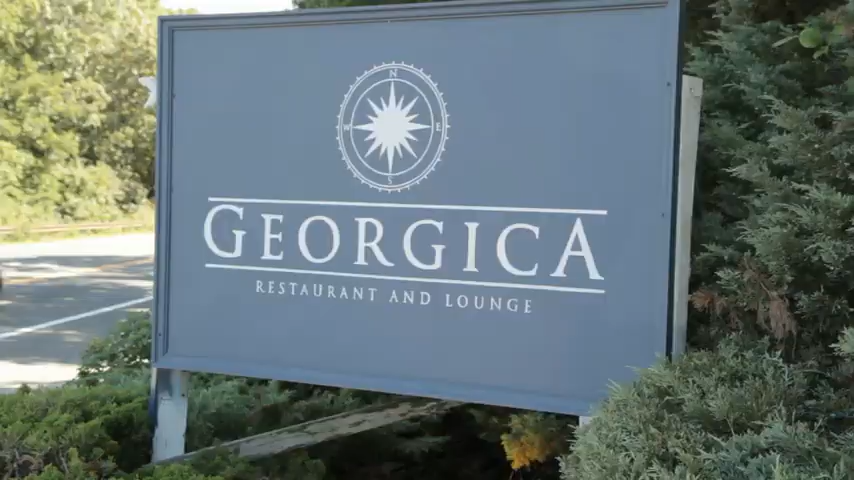 N
W E
S
GEORGICA
RESTAURANT AND LOUNGE